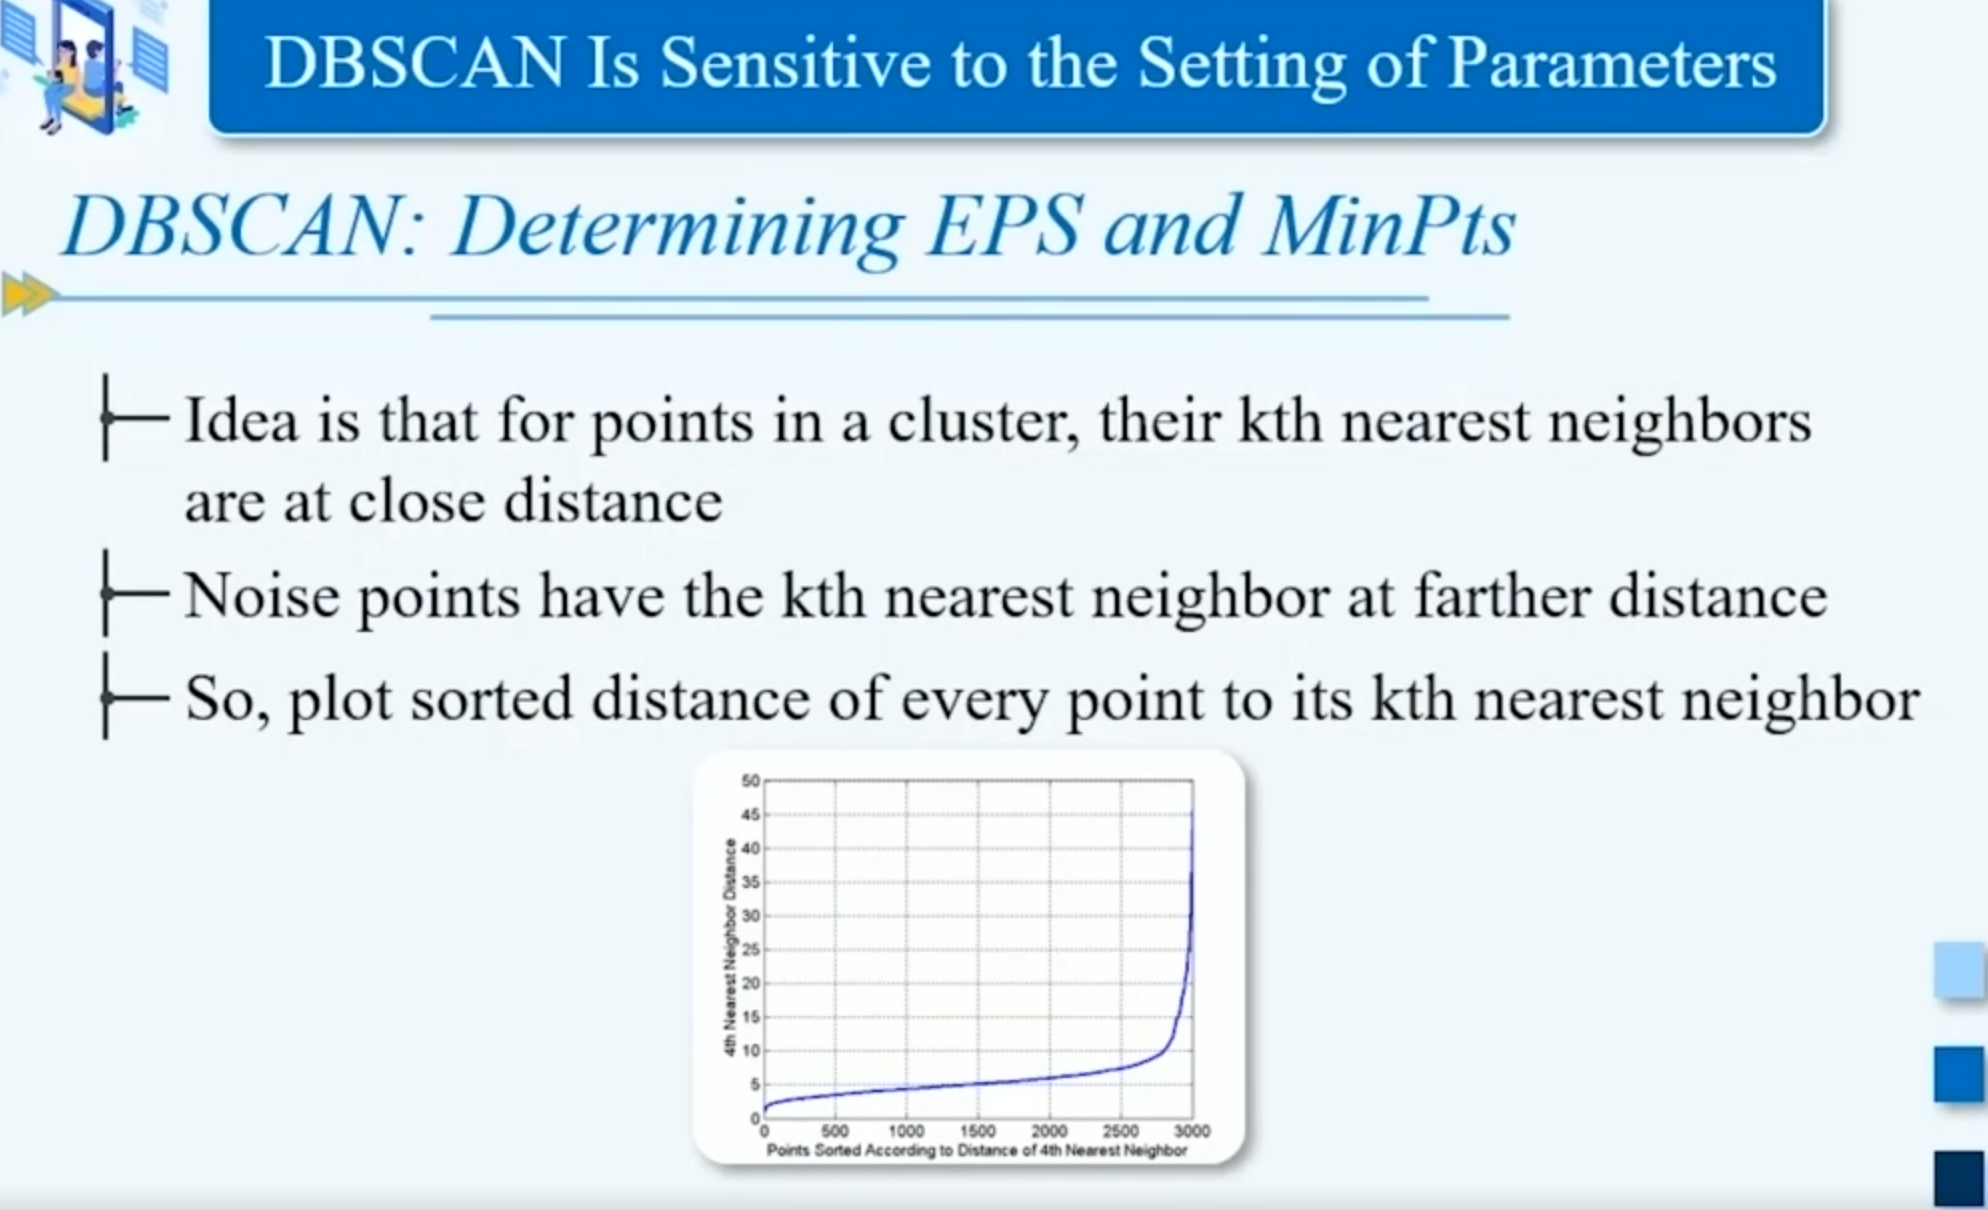 DBSCAN Is Sensitive to the Setting of Parameters
DBSCAN: Determining EPS and MinPts
Idea is that for points in a cluster, their kth nearest neighbors
are at close distance
Noise points have the kth nearest neighbor at farther distance
So, plot sorted distance of every point to its kth nearest neighbor
4th Nearest Neighbor Distance
50
45
40
35
30
25
20
15
10
5
0
0 500 1000 1500 2000 2500 3000
Points Sorted According to Distance of 4th Nearest Neighbor